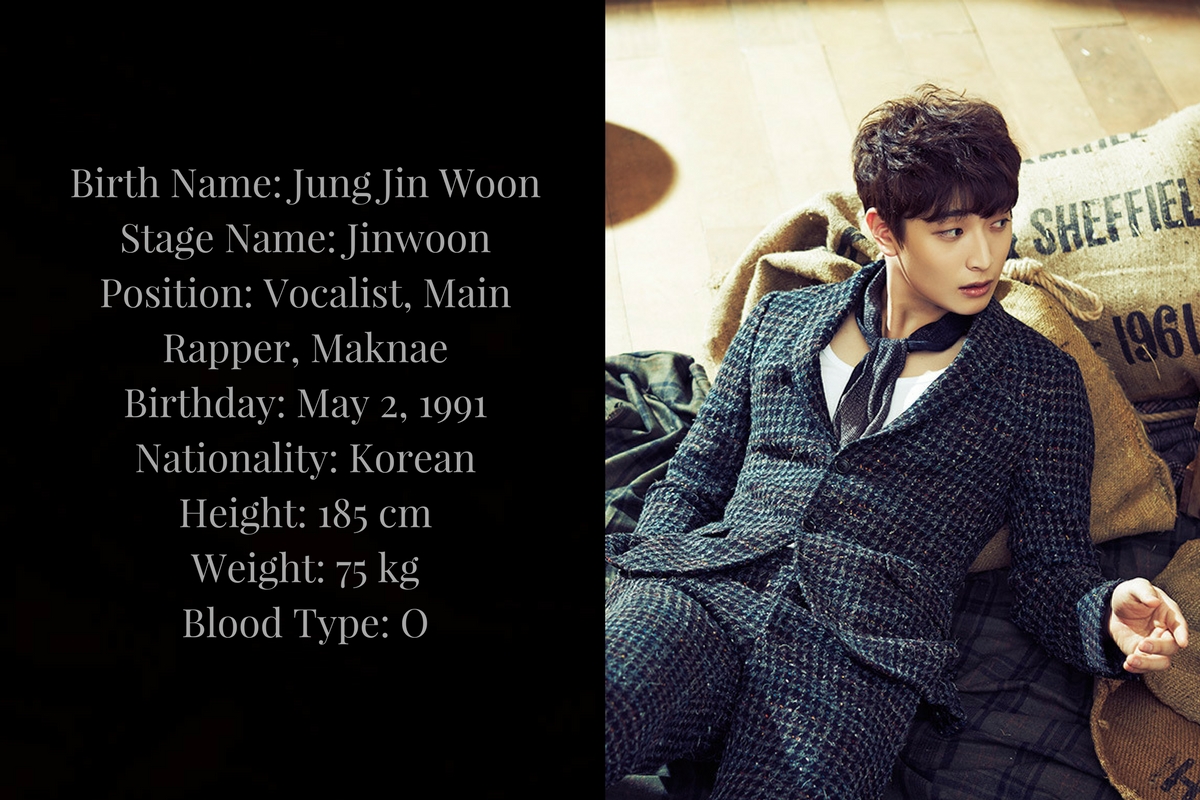 Birth Name: Jung Jin Woon
Stage Name: Jinwoon
Position: Vocalist, Main
Rapper, Maknae
Birthday: May 2, 1991
Nationality: Korean
Height: 185 cm
Weight: 75 kg
Blood Type: O
SHEFFIEL
1961